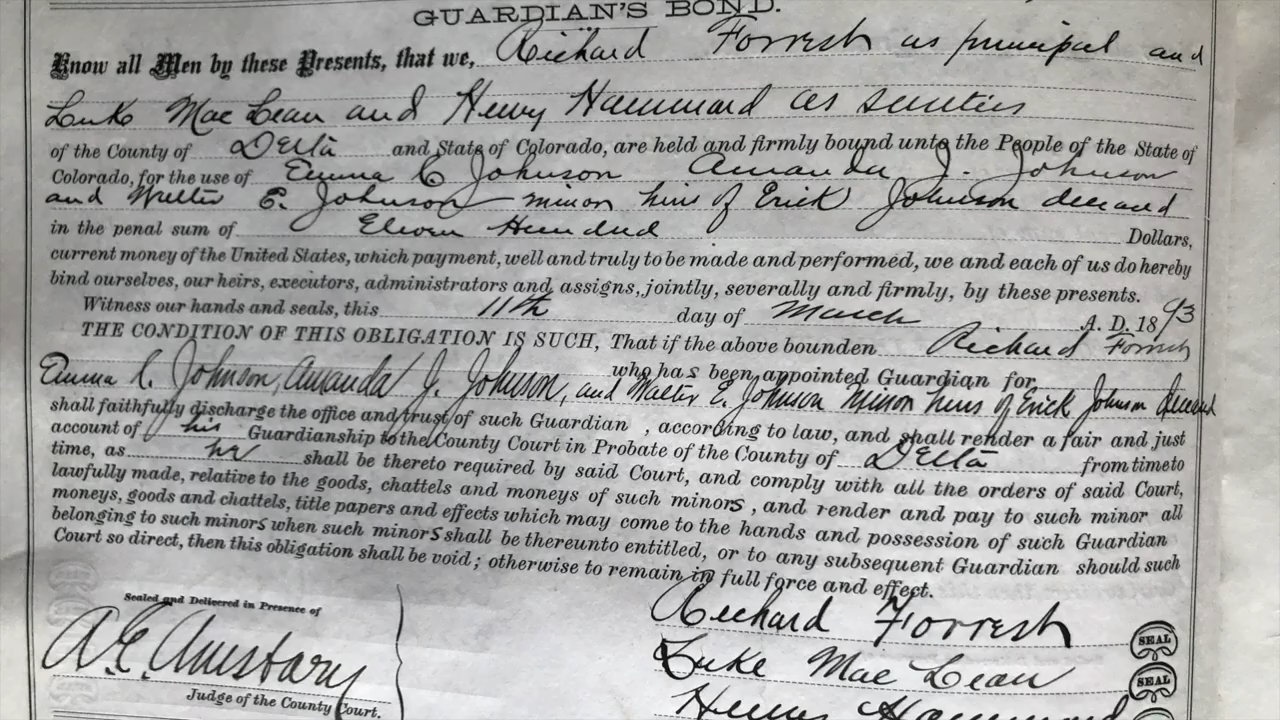 GUARDIAN'S BOND.
Know all Men by these Presents, that we, Richard Forrest as principal and
Luke Mac Lean and Henry Hammond as sureties
of the County of Delta and State of Colorado, are held and firmly bound unto the People of the State of
Colorado, for the use of Emma C Johnson Amanda J. Johnson
and Walter E. Johnson minor heirs of Erick Johnson deceased
in the penal sum of Eleven Hundred Dollars,
current money of the United States, which payment, well and truly to be made and performed, we and each of us do hereby
bind ourselves, our heirs, executors, administrators and assigns, jointly, severally and firmly, by these presents.
Witness our hands and seals, this 11th day of March A. D. 1893
THE CONDITION OF THIS OBLIGATION IS SUCH, That if the above bounden Richard Forrest
who has been appointed Guardian for
Emma C. Johnson, Amanda J. Johnson, and Walter E. Johnson minor heirs of Erick Johnson deceased
shall faithfully discharge the office and trust of such Guardian , according to law, and shall render a fair and just
account of his Guardianship to the County Court in Probate of the County of Delta from time to
time, as he shall be thereto required by said Court, and comply with all the orders of said Court,
lawfully made, relative to the goods, chattels and moneys of such minors , and render and pay to such minor all
moneys, goods and chattels, title papers and effects which may come to the hands and possession of such Guardian
belonging to such minors when such minors shall be thereunto entitled, or to any subsequent Guardian should such
Court so direct, then this obligation shall be void; otherwise to remain in full force and effect.
Sealed and Delivered in Presence of
Richard Forrest SEAL
A. E. Amsbary
Luke Mac Lean SEAL
Judge of the County Court.
Henry Hammond